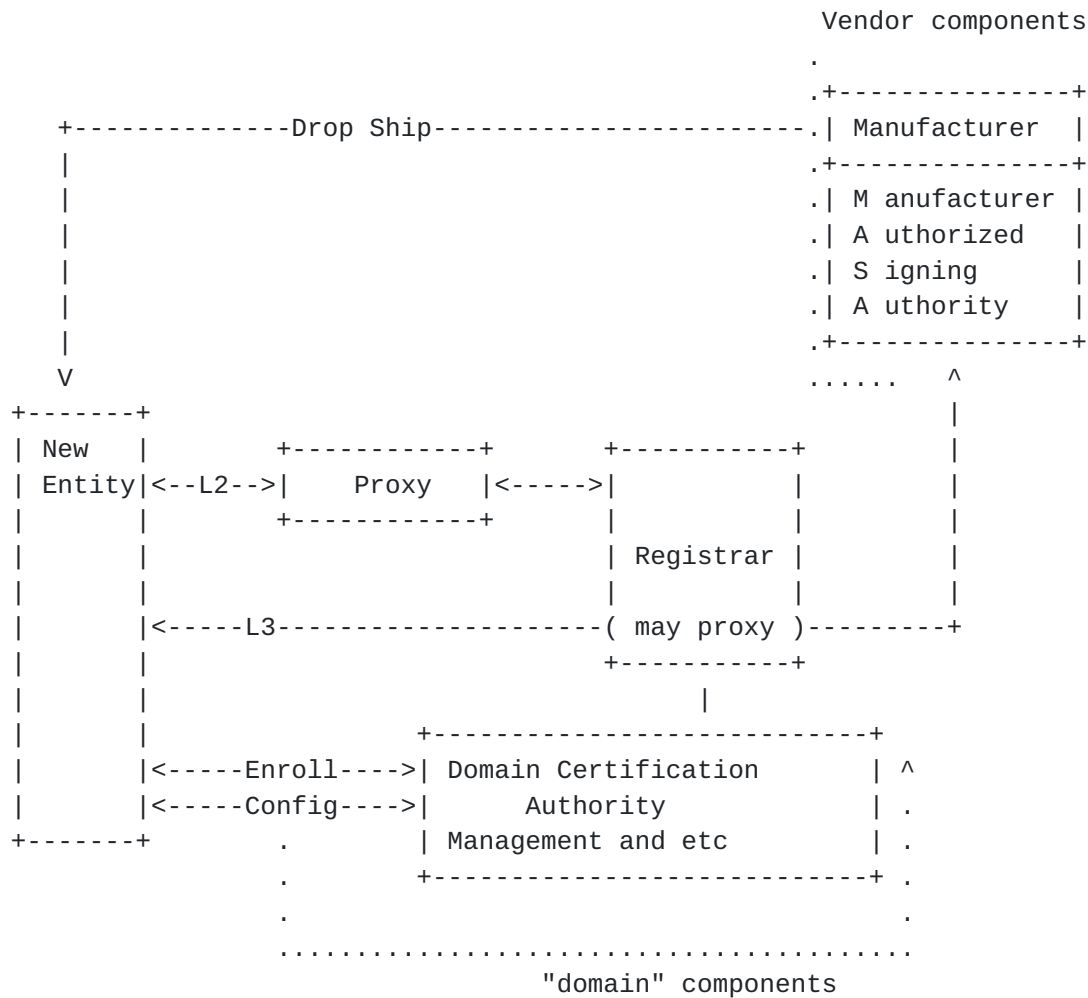 Vendor components
Drop Ship
Manufacturer
M anufacturer
A uthorized
S igning
A uthority
V
New
Entity
L2
Proxy
Registrar
L3
( may proxy )
Enroll
Domain Certification
Config
Authority
Management and etc
"domain" components